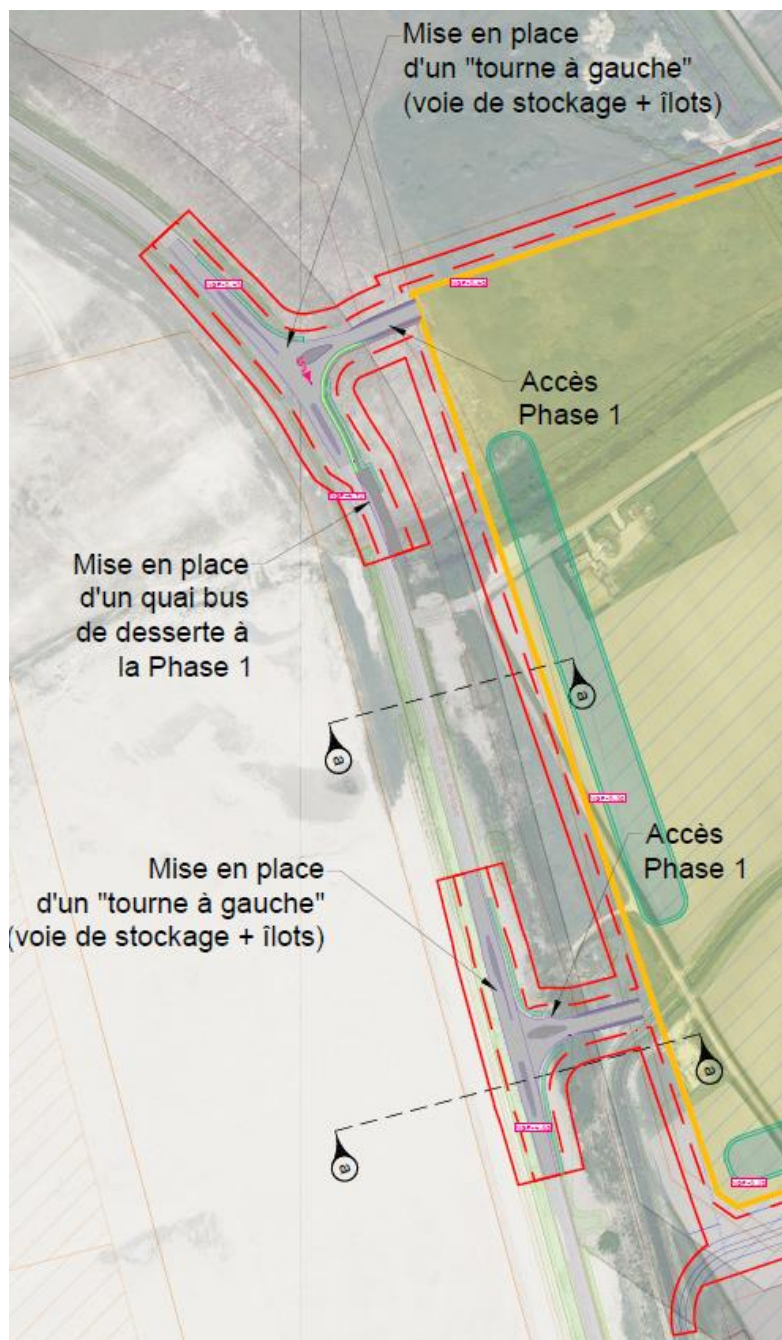 Mise en place
d'un "tourne à gauche"
(voie de stockage + îlots)
Accès
Phase 1
Mise en place
d'un quai bus
de desserte à
la Phase 1
a
a
Accès
Phase 1
Mise en place
d'un "tourne à gauche"
(voie de stockage + îlots)
a
a